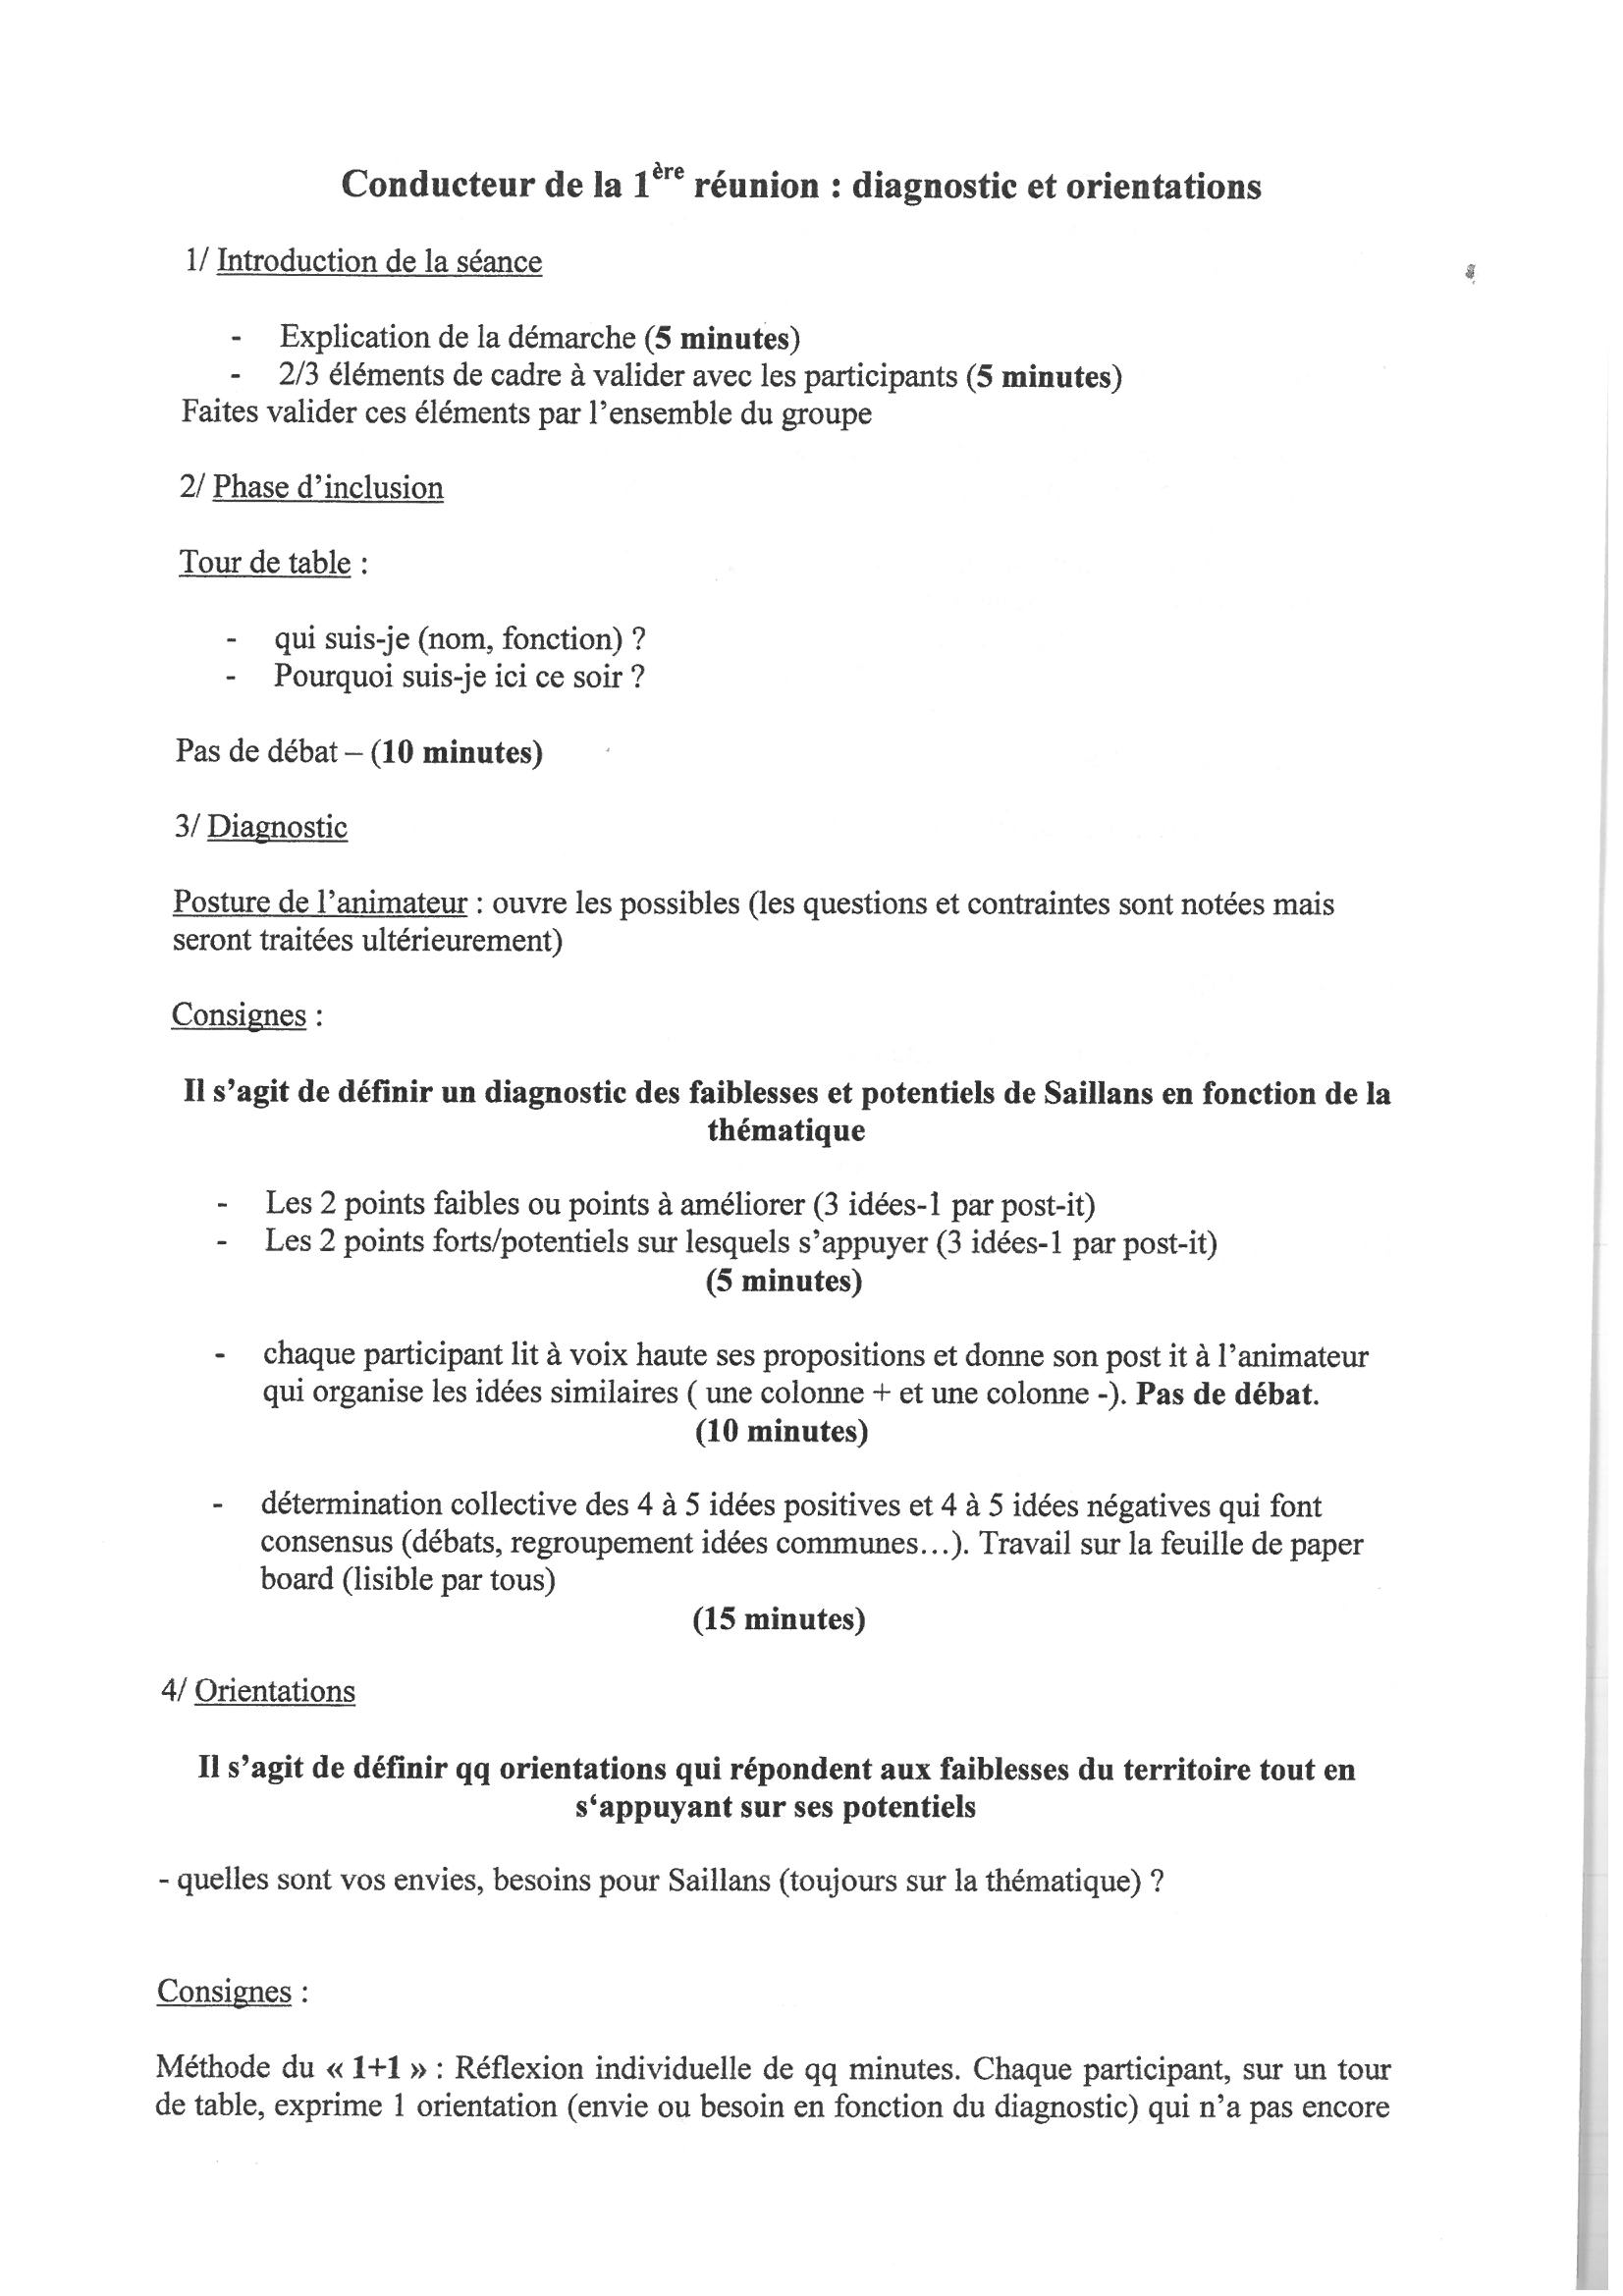 Conducteur de la 1ère réunion : diagnostic et orientations
1/ Introduction de la séance
- Explication de la démarche (5 minutes)
- 2/3 éléments de cadre à valider avec les participants (5 minutes)
Faites valider ces éléments par l'ensemble du groupe
2/ Phase d'inclusion
Tour de table :
- qui suis-je (nom, fonction) ?
- Pourquoi suis-je ici ce soir ?
Pas de débat – (10 minutes)
3/ Diagnostic
Posture de l'animateur : ouvre les possibles (les questions et contraintes sont notées mais
seront traitées ultérieurement)
Consignes :
Il s'agit de définir un diagnostic des faiblesses et potentiels de Saillans en fonction de la
thématique
- Les 2 points faibles ou points à améliorer (3 idées-1 par post-it)
- Les 2 points forts/potentiels sur lesquels s'appuyer (3 idées-1 par post-it)
(5 minutes)
- chaque participant lit à voix haute ses propositions et donne son post it à l'animateur
qui organise les idées similaires ( une colonne + et une colonne -). Pas de débat.
(10 minutes)
- détermination collective des 4 à 5 idées positives et 4 à 5 idées négatives qui font
consensus (débats, regroupement idées communes...). Travail sur la feuille de paper
board (lisible par tous)
(15 minutes)
4/ Orientations
Il s'agit de définir qq orientations qui répondent aux faiblesses du territoire tout en
s‘appuyant sur ses potentiels
- quelles sont vos envies, besoins pour Saillans (toujours sur la thématique) ?
Consignes :
Méthode du « 1+1 » : Réflexion individuelle de qq minutes. Chaque participant, sur un tour
de table, exprime 1 orientation (envie ou besoin en fonction du diagnostic) qui n'a pas encore